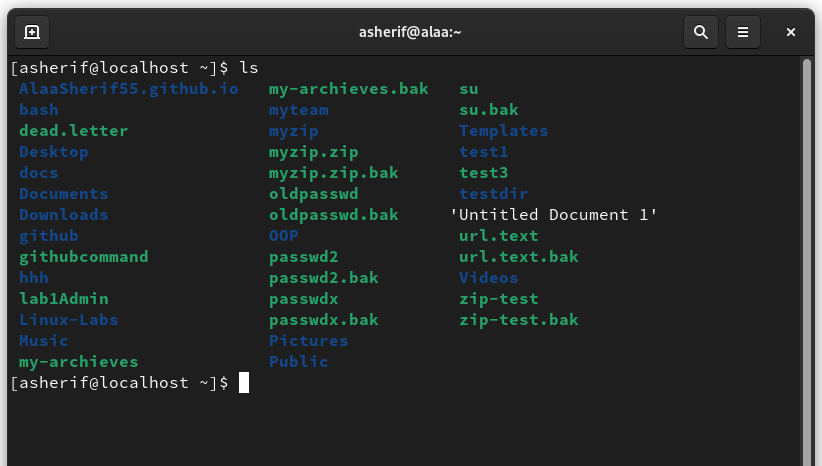 asherif@alaa:~
[asherif@localhost ~]$ ls
AlaaSherif55.github.io my-archieves.bak su
bash myteam su.bak
dead.letter myzip Templates
Desktop myzip.zip test1
docs myzip.zip.bak test3
Documents oldpasswd testdir
Downloads oldpasswd.bak 'Untitled Document 1'
github OOP url.text
githubcommand passwd2 url.text.bak
hhh passwd2.bak Videos
lab1Admin passwdx zip-test
Linux-Labs passwdx.bak zip-test.bak
Music Pictures
my-archieves Public
[asherif@localhost ~]$